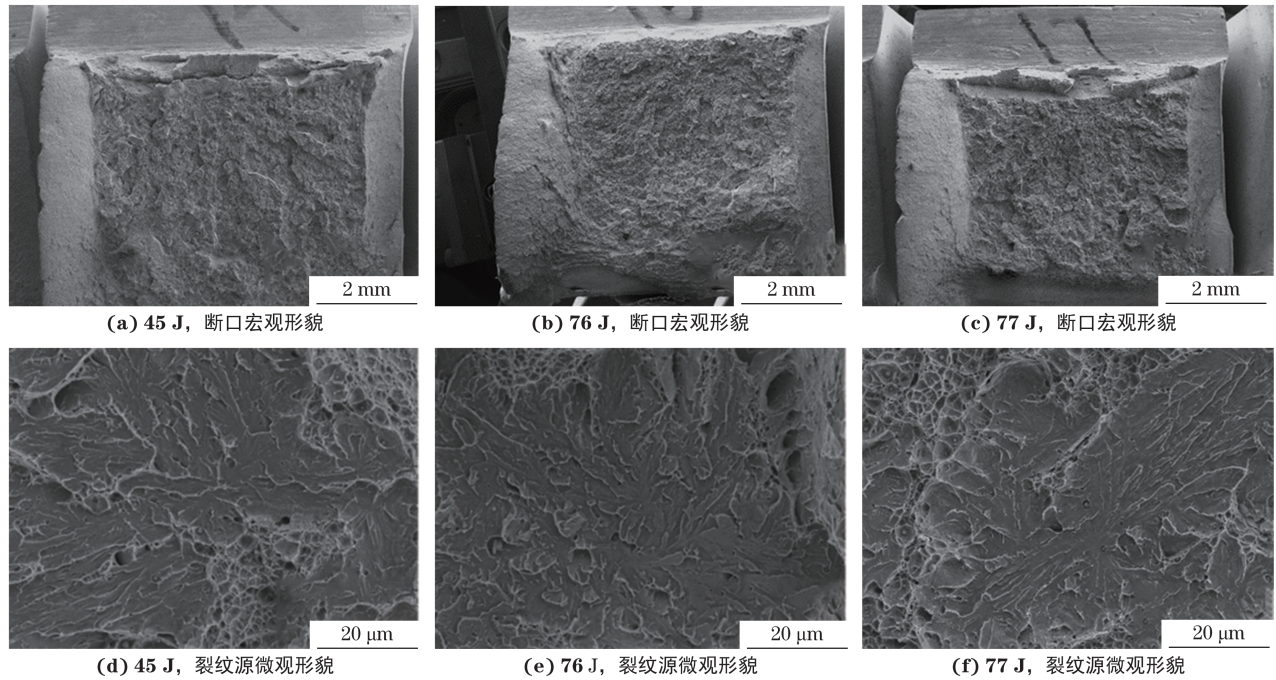 2 mm
2 mm
2 mm
(a) 45 J，断口宏观形貌
(b) 76 J，断口宏观形貌
(c) 77 J，断口宏观形貌
20 μm
20 μm
20 μm
(d) 45 J，裂纹源微观形貌
(e) 76 J，裂纹源微观形貌
(f) 77 J，裂纹源微观形貌